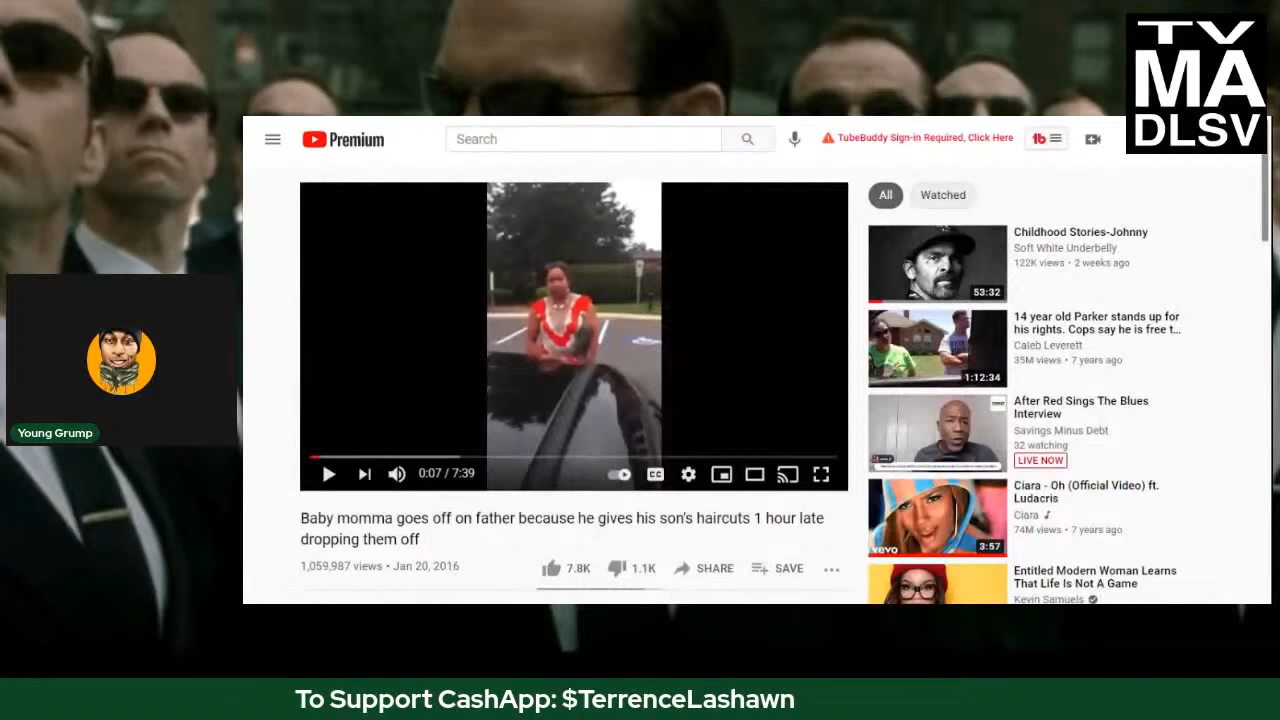 TV
MA
DLSV
Premium
Search
TubeBuddy Sign-in Required, Click Here
tb
All
Watched
Childhood Stories-Johnny
Soft White Underbelly
122K views • 2 weeks ago
53:32
14 year old Parker stands up for
his rights. Cops say he is free t...
Caleb Leverett
35M views • 7 years ago
1:12:34
After Red Sings The Blues
Interview
Savings Minus Debt
32 watching
LIVE NOW
Ciara - Oh (Official Video) ft.
Ludacris
Ciara
74M views • 7 years ago
vevo
3:57
Entitled Modern Woman Learns
That Life Is Not A Game
Kevin Samuels
0:07 / 7:39
CC
Baby momma goes off on father because he gives his son's haircuts 1 hour late
dropping them off
1,059,987 views • Jan 20, 2016
7.8K
1.1K
SHARE
SAVE
Young Grump
To Support CashApp: $TerrenceLashawn